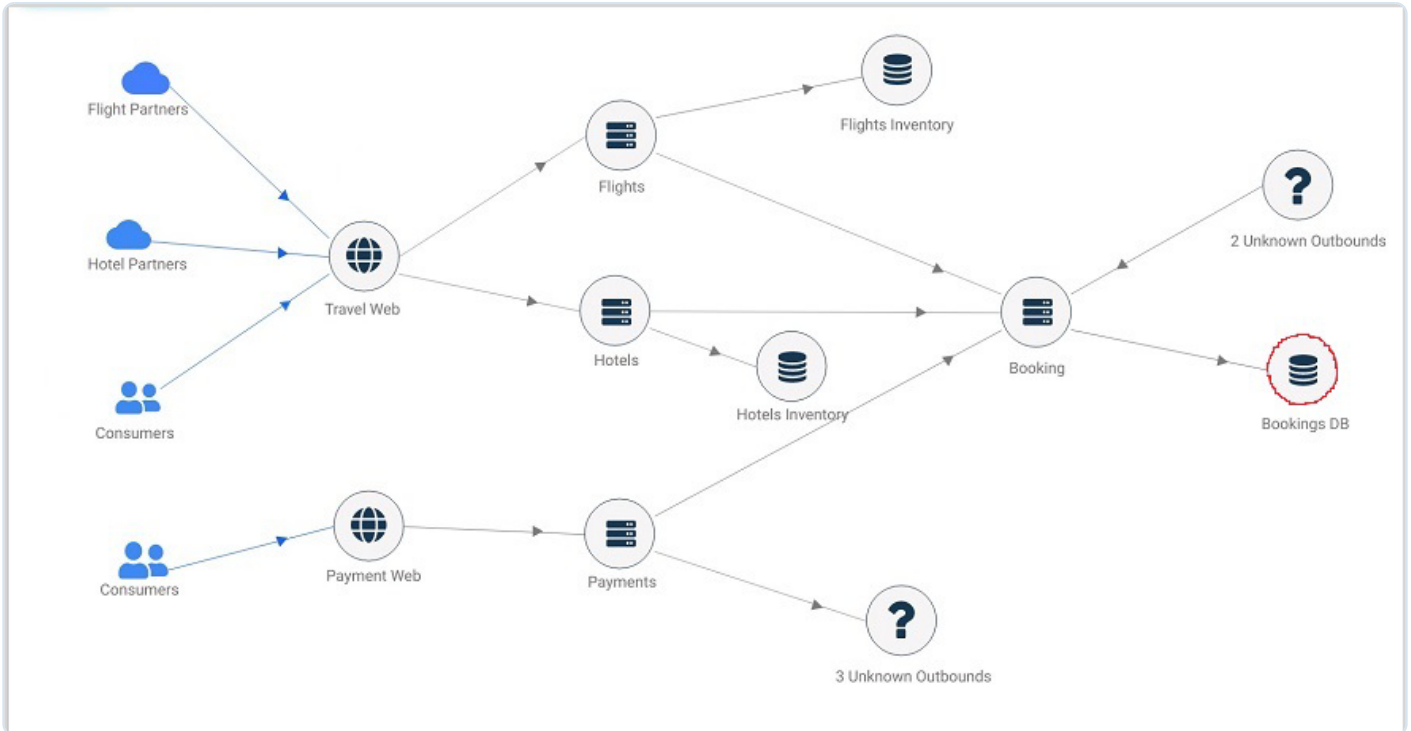 Flight Partners
Flights Inventory
Flights
2 Unknown Outbounds
Hotel Partners
Travel Web
Hotels
Booking
Hotels Inventory
Bookings DB
Consumers
Payment Web
Payments
Consumers
3 Unknown Outbounds